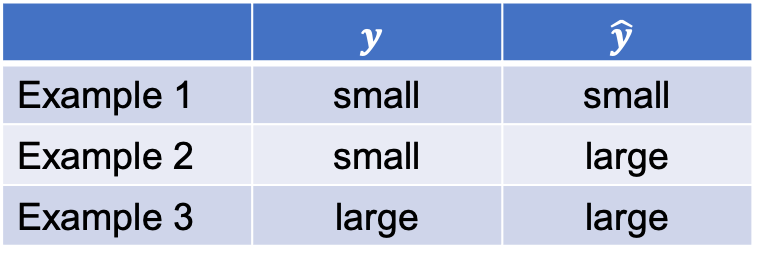 y ŷ
Example 1 small small
Example 2 small large
Example 3 large large